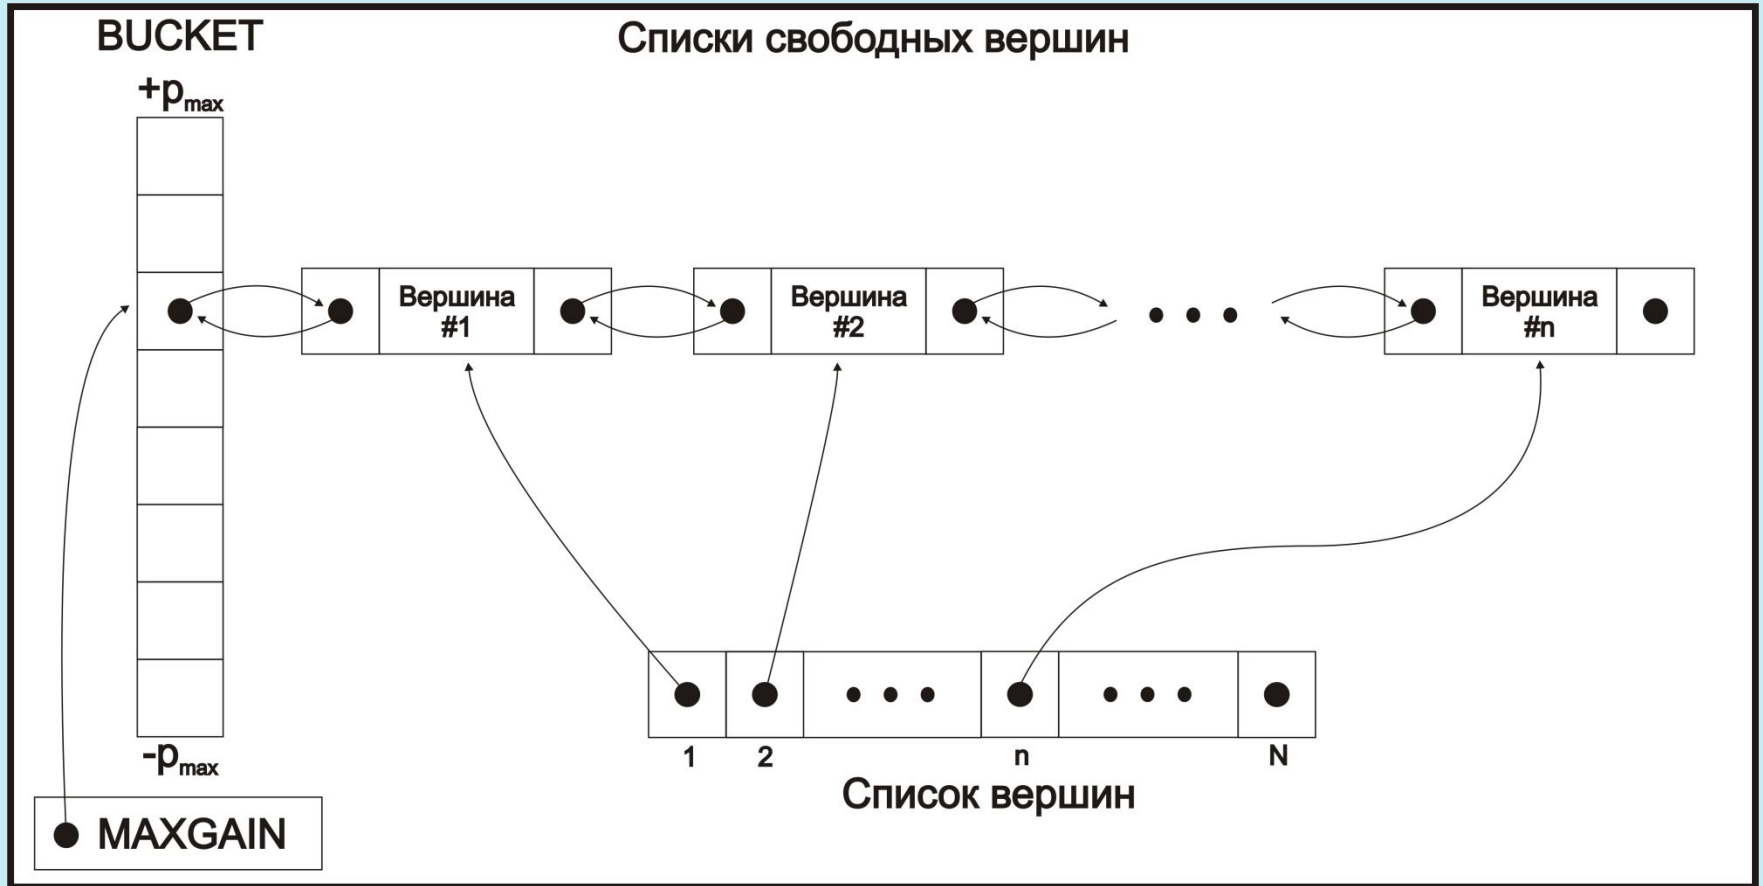 BUCKET
Списки свободных вершин
+pmax
Вершина
#1
Вершина
#2
Вершина
#n
-pmax
1 2 n N
Список вершин
MAXGAIN